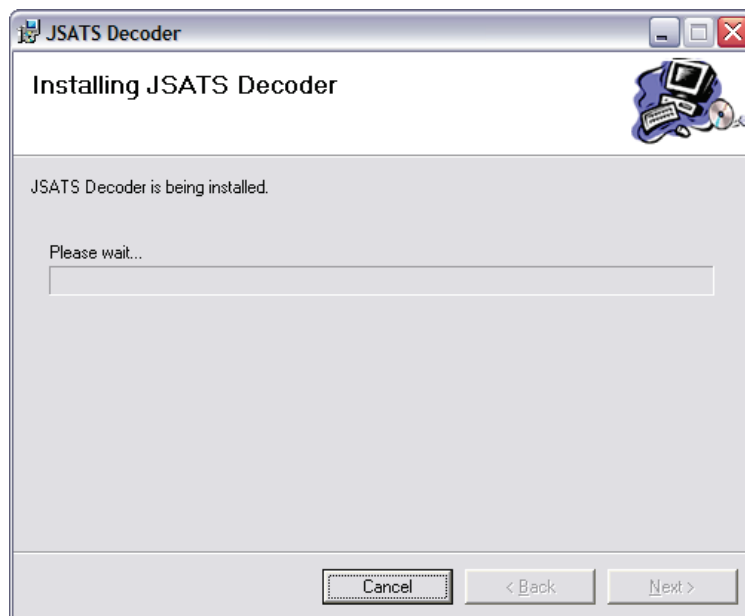 JSATS Decoder
Installing JSATS Decoder
JSATS Decoder is being installed.
Please wait...
Cancel
< Back
Next >